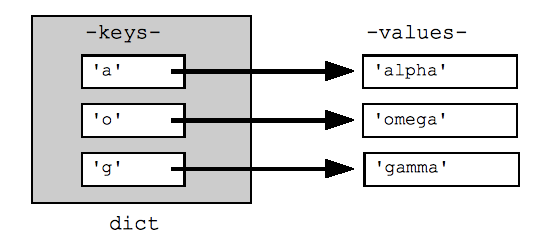 -keys- -values-
'a' 'alpha'
'o' 'omega'
'g' 'gamma'
dict